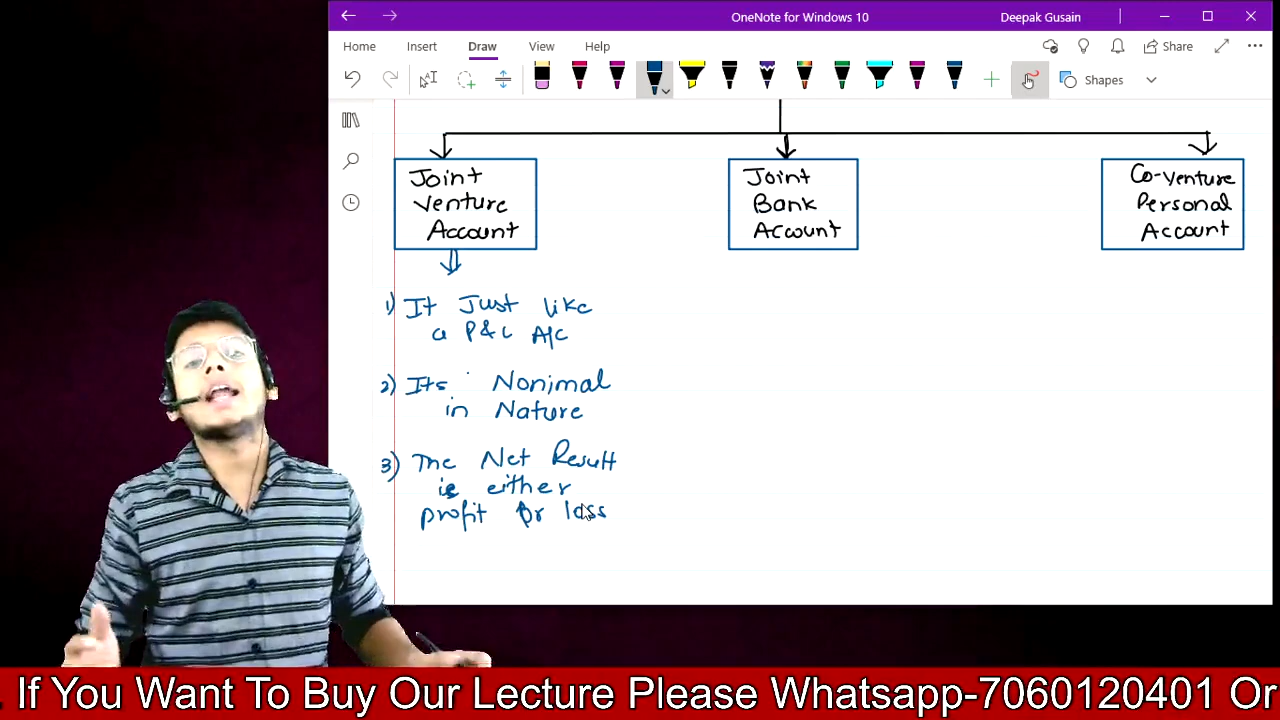 OneNote for Windows 10
Deepak Gusain
Home Insert Draw View Help
Share
Shapes
Joint
Venture
Account
Joint
Bank
Account
Co-venture
Personal
Account
1) It Just like
a P&L A/C
2) Its Nonimal
in Nature
3) The Net Result
is either
profit or loss
. If You Want To Buy Our Lecture Please Whatsapp-7060120401 Or